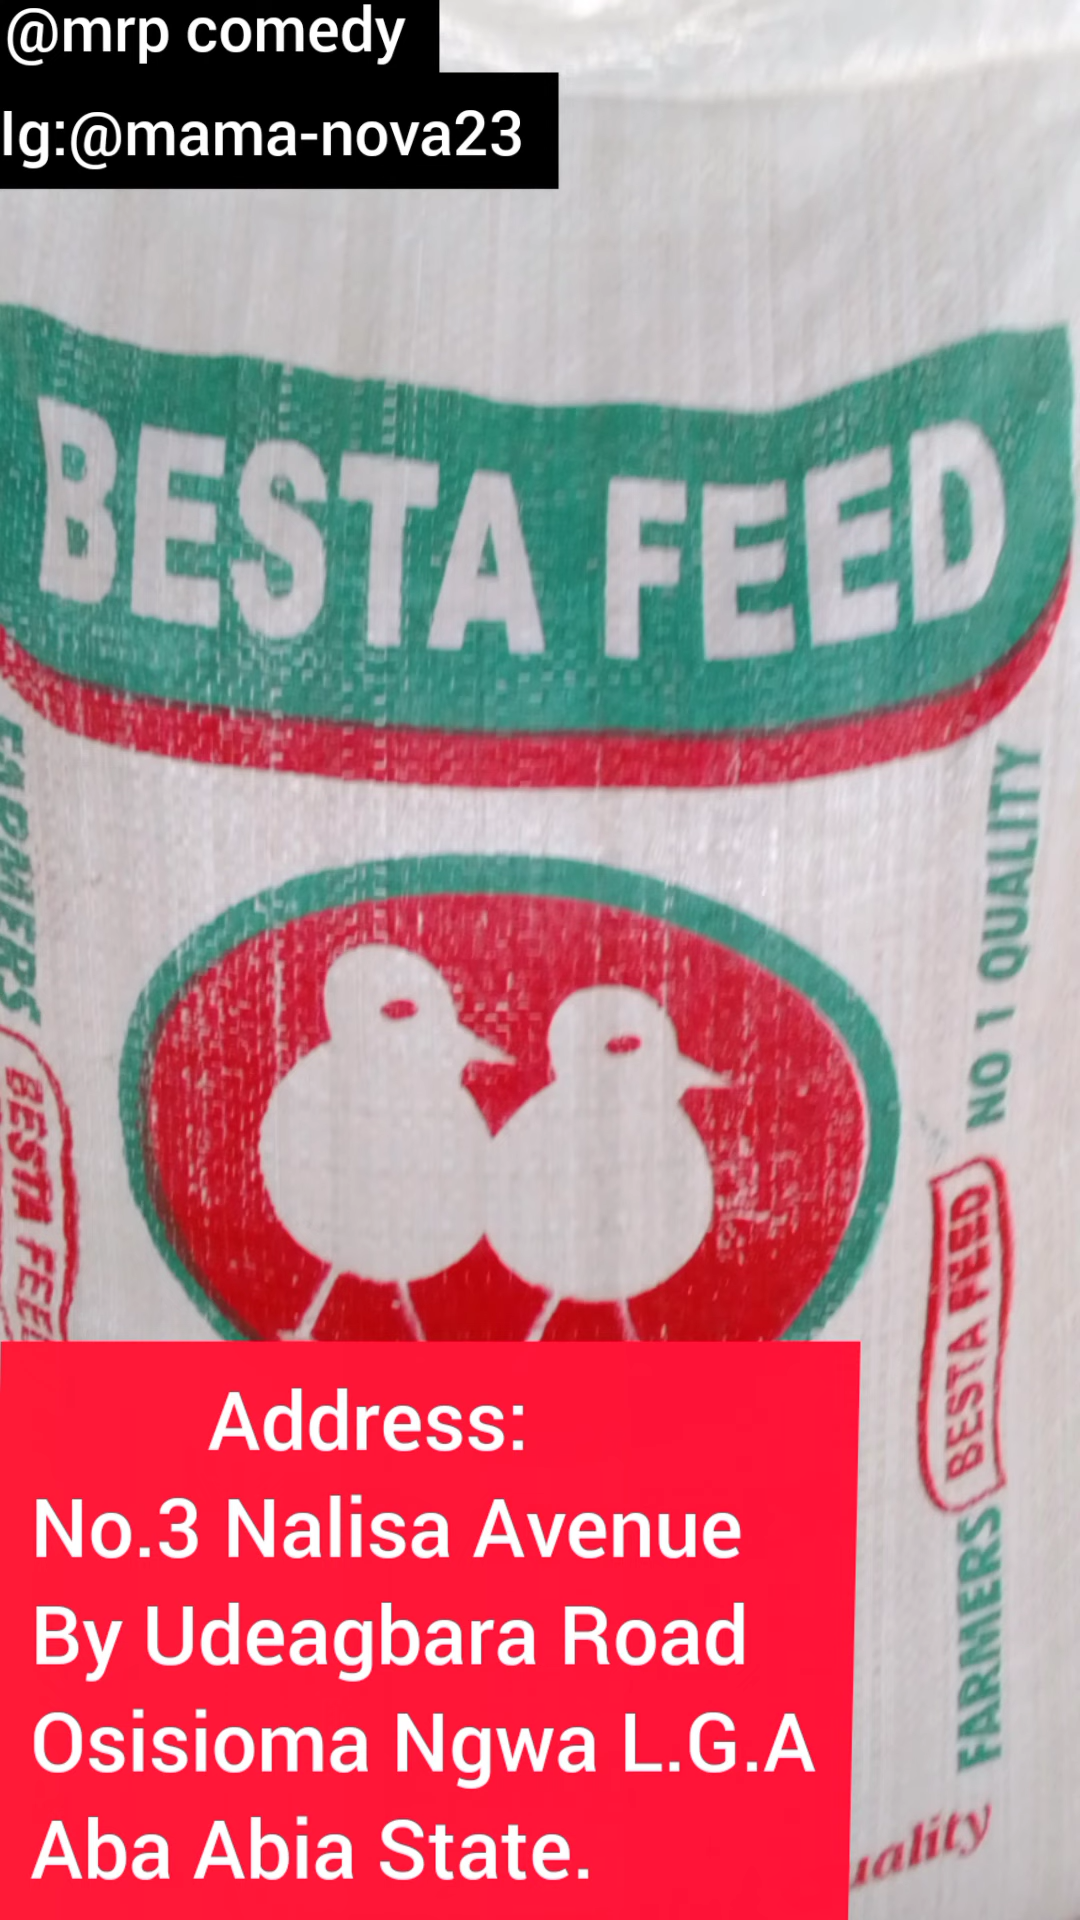 @mrp comedy
Ig:@mama-nova23
BESTA FEED
FARMERS
BESTA FEED
FARMERS BESTA FEED NO 1 QUALITY
Address:
No.3 Nalisa Avenue
By Udeagbara Road
Osisioma Ngwa L.G.A
Aba Abia State.